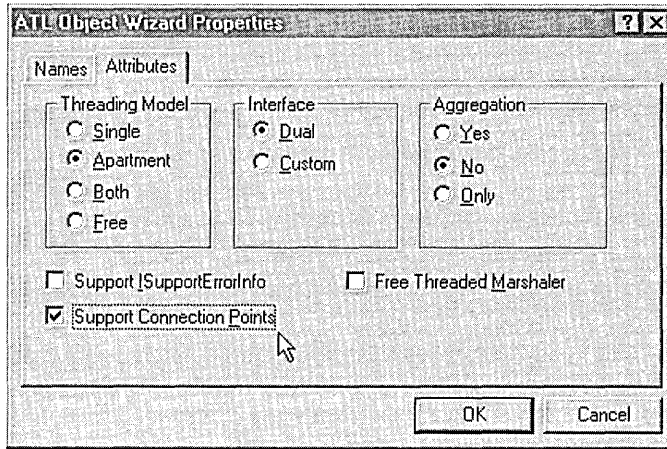 ATL Object Wizard Properties
Names Attributes
Threading Model Interface Aggregation
Single Dual Yes
Apartment Custom No
Both Only
Free
Support ISupportErrorInfo Free Threaded Marshaler
Support Connection Points
OK Cancel